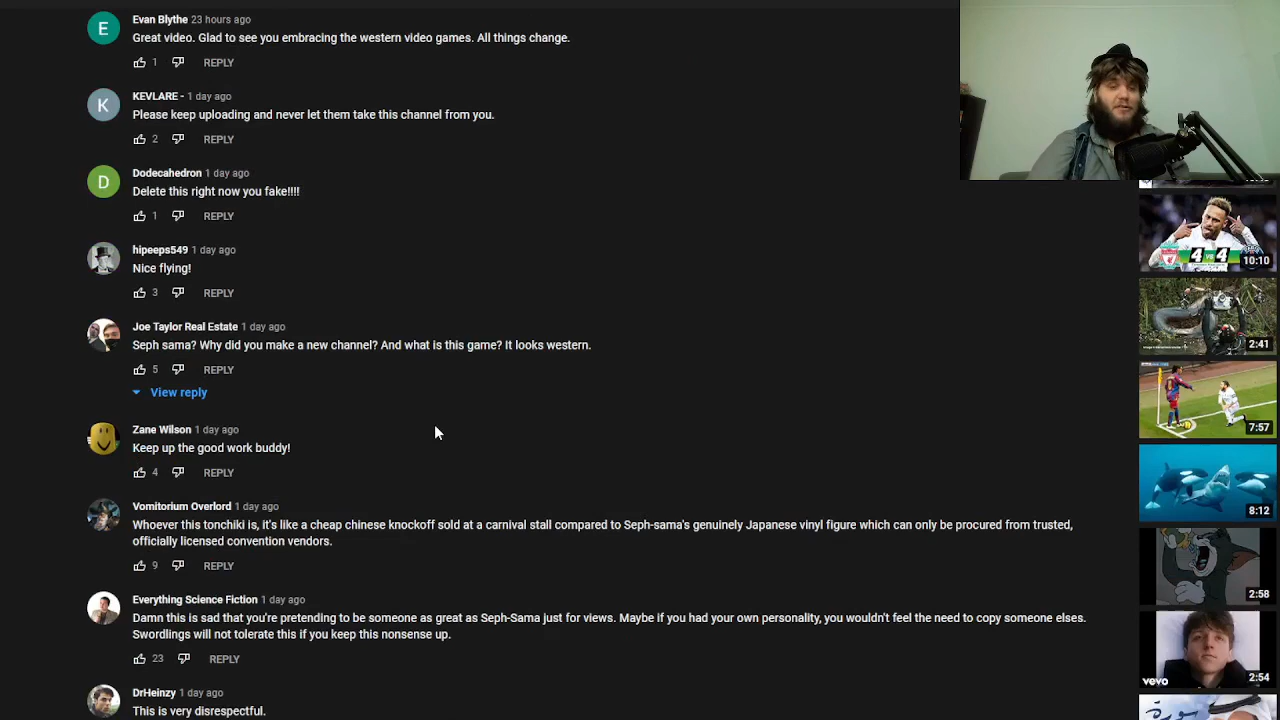 Evan Blythe 23 hours ago
Great video. Glad to see you embracing the western video games. All things change.
1 REPLY
KEVLARE - 1 day ago
Please keep uploading and never let them take this channel from you.
2 REPLY
Dodecahedron 1 day ago
Delete this right now you fake!!!!
1 REPLY
hipeeps549 1 day ago
Nice flying!
3 REPLY
Joe Taylor Real Estate 1 day ago
Seph sama? Why did you make a new channel? And what is this game? It looks western.
5 REPLY
View reply
Zane Wilson 1 day ago
Keep up the good work buddy!
4 REPLY
Vomitorium Overlord 1 day ago
Whoever this tonchiki is, it's like a cheap chinese knockoff sold at a carnival stall compared to Seph-sama's genuinely Japanese vinyl figure which can only be procured from trusted,
officially licensed convention vendors.
9 REPLY
Everything Science Fiction 1 day ago
Damn this is sad that you're pretending to be someone as great as Seph-Sama just for views. Maybe if you had your own personality, you wouldn't feel the need to copy someone elses.
Swordlings will not tolerate this if you keep this nonsense up.
23 REPLY
DrHeinzy 1 day ago
This is very disrespectful.
E
K
D
4 VS 4
10:10
2:41
7:57
8:12
2:58
vevo
2:54